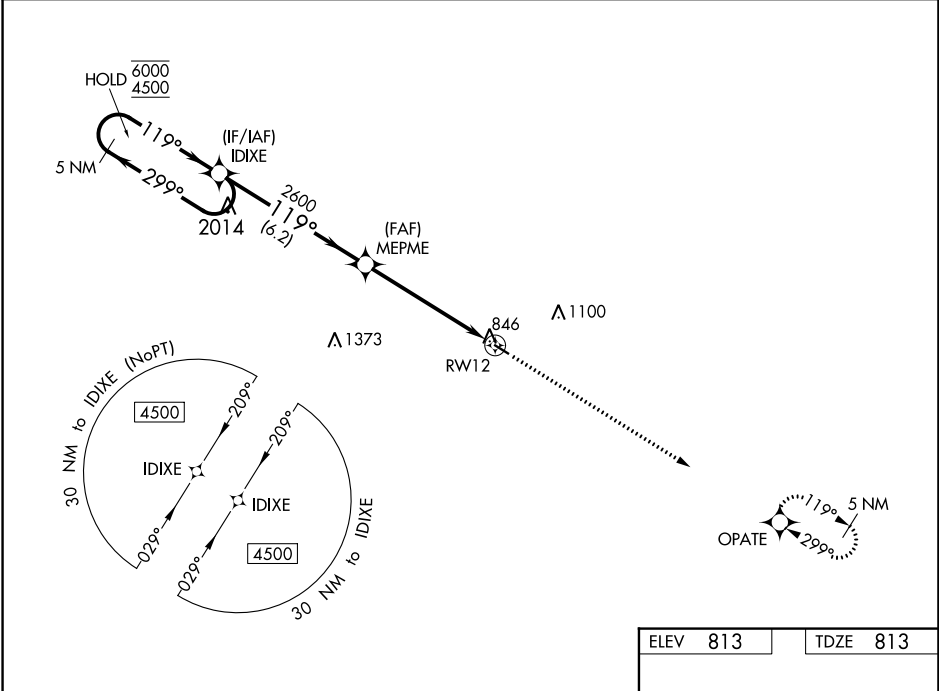 HOLD 6000
4500
119°
(IF/IAF)
IDIXE
5 NM
299°
2014
2600
119°
(6.2)
(FAF)
MEPME
1373
846
1100
RW12
30 NM to IDIXE (NoPT)
4500
209°
IDIXE
029°
209°
IDIXE
4500
029°
30 NM to IDIXE
119°
5 NM
OPATE
299°
ELEV 813
TDZE 813